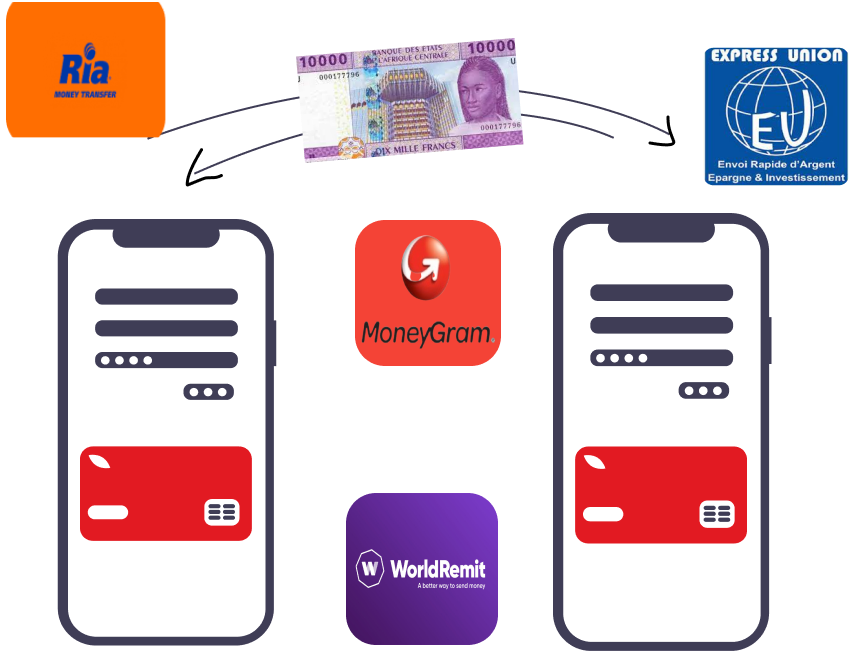 Ria
MONEY TRANSFER
10000
BANQUE DES ETATS
L'AFRIQUE CENTRALE
10000
U
000177796
000177796
DIX MILLE FRANCS
EXPRESS UNION
EU
Envoi Rapide d'Argent
Epargne & Investissement
MoneyGram
W WorldRemit
A better way to send money